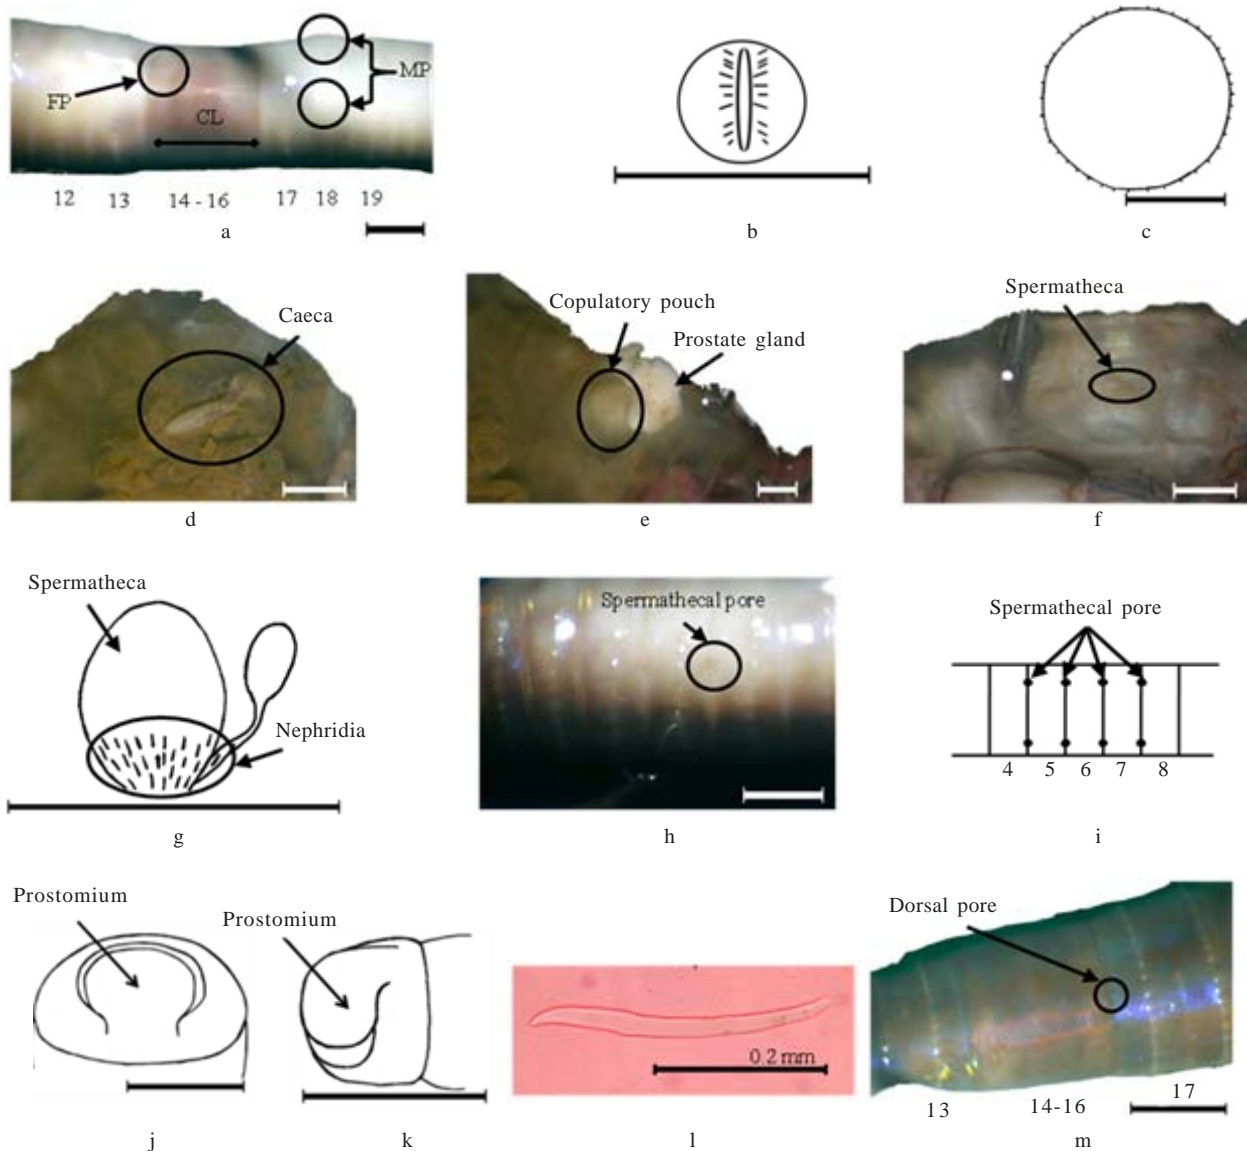 MP
FP
CL
12 13 14 - 16 17 18 19
a
b
c
Caeca
Copulatory pouch
Prostate gland
Spermatheca
d
e
f
Spermatheca
Nephridia
Spermathecal pore
Spermathecal pore
4 5 6 7 8
g
h
i
Prostomium
Prostomium
Dorsal pore
0.2 mm
13 14-16 17
j
k
l
m